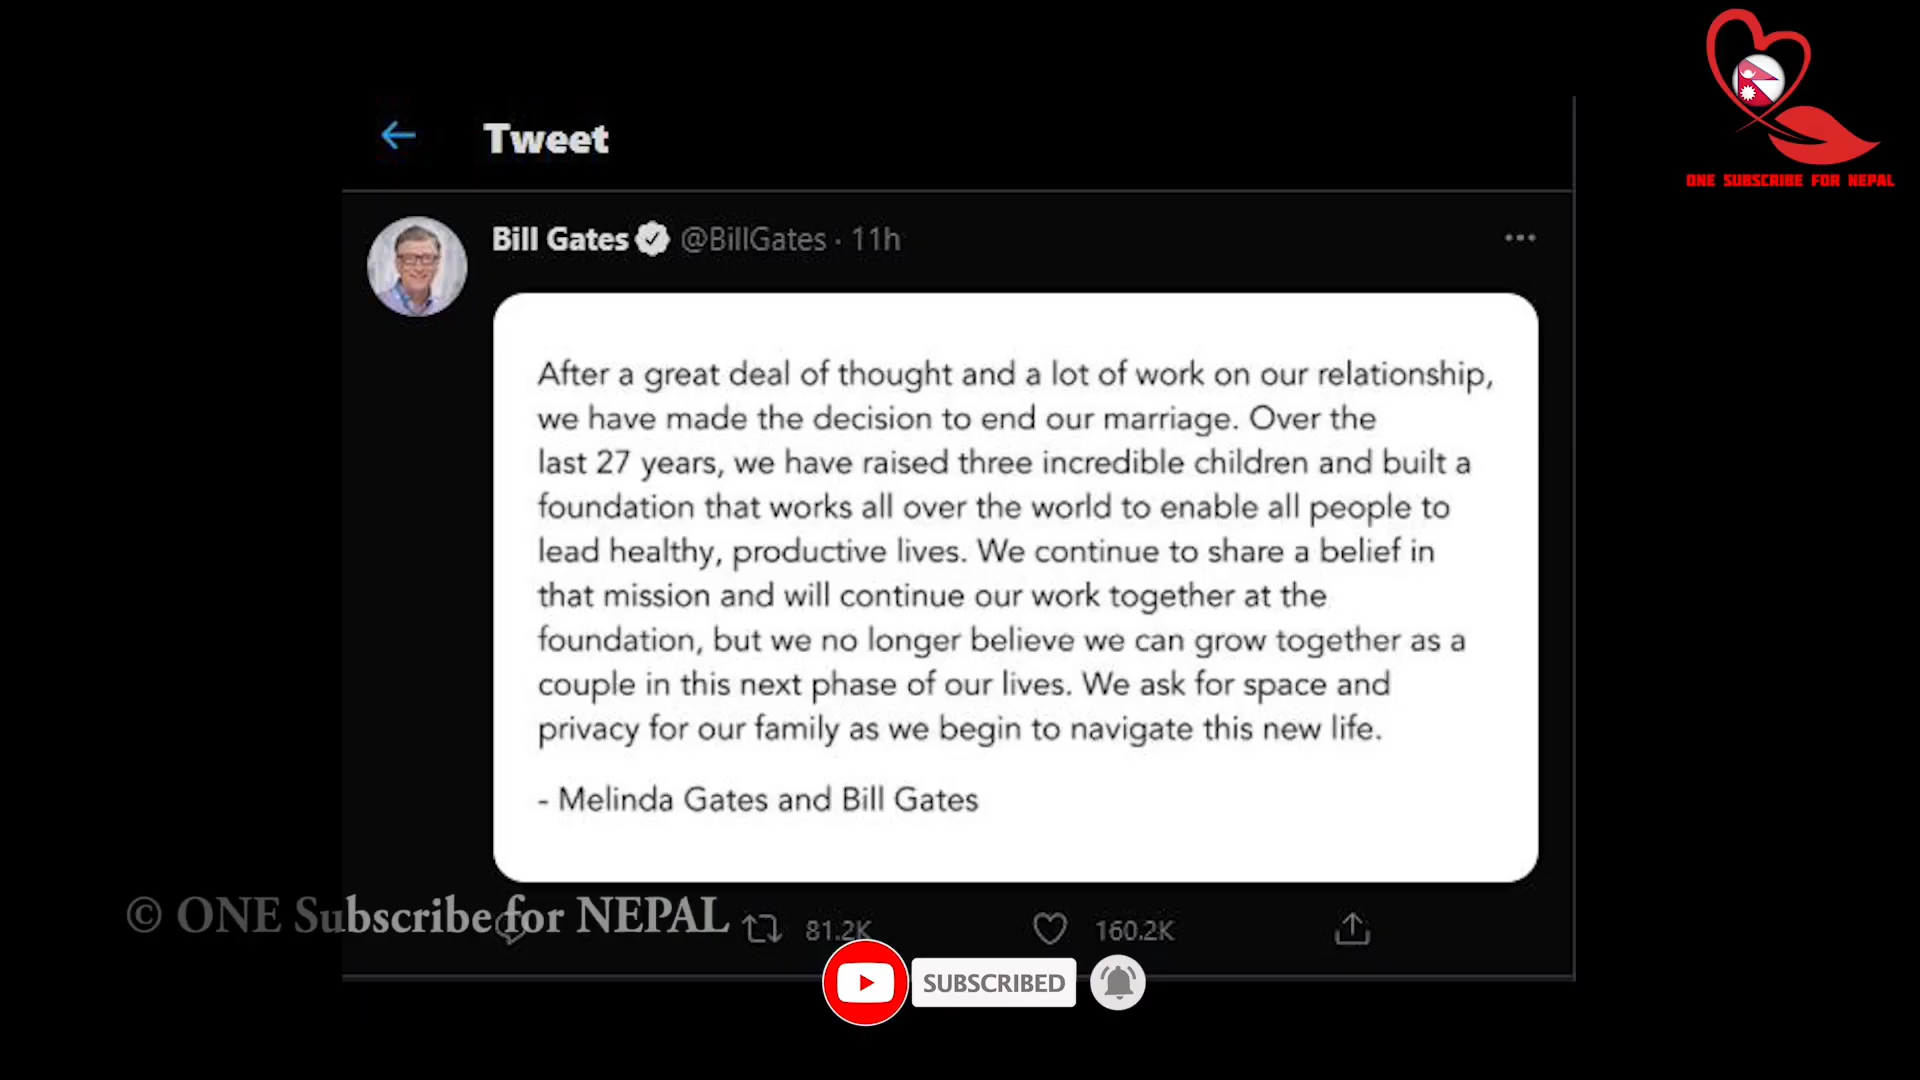 Tweet
ONE SUBSCRIBE FOR NEPAL
Bill Gates @BillGates · 11h
After a great deal of thought and a lot of work on our relationship,
we have made the decision to end our marriage. Over the
last 27 years, we have raised three incredible children and built a
foundation that works all over the world to enable all people to
lead healthy, productive lives. We continue to share a belief in
that mission and will continue our work together at the
foundation, but we no longer believe we can grow together as a
couple in this next phase of our lives. We ask for space and
privacy for our family as we begin to navigate this new life.
- Melinda Gates and Bill Gates
© ONE Subscribe for NEPAL
81.2K 160.2K
SUBSCRIBED